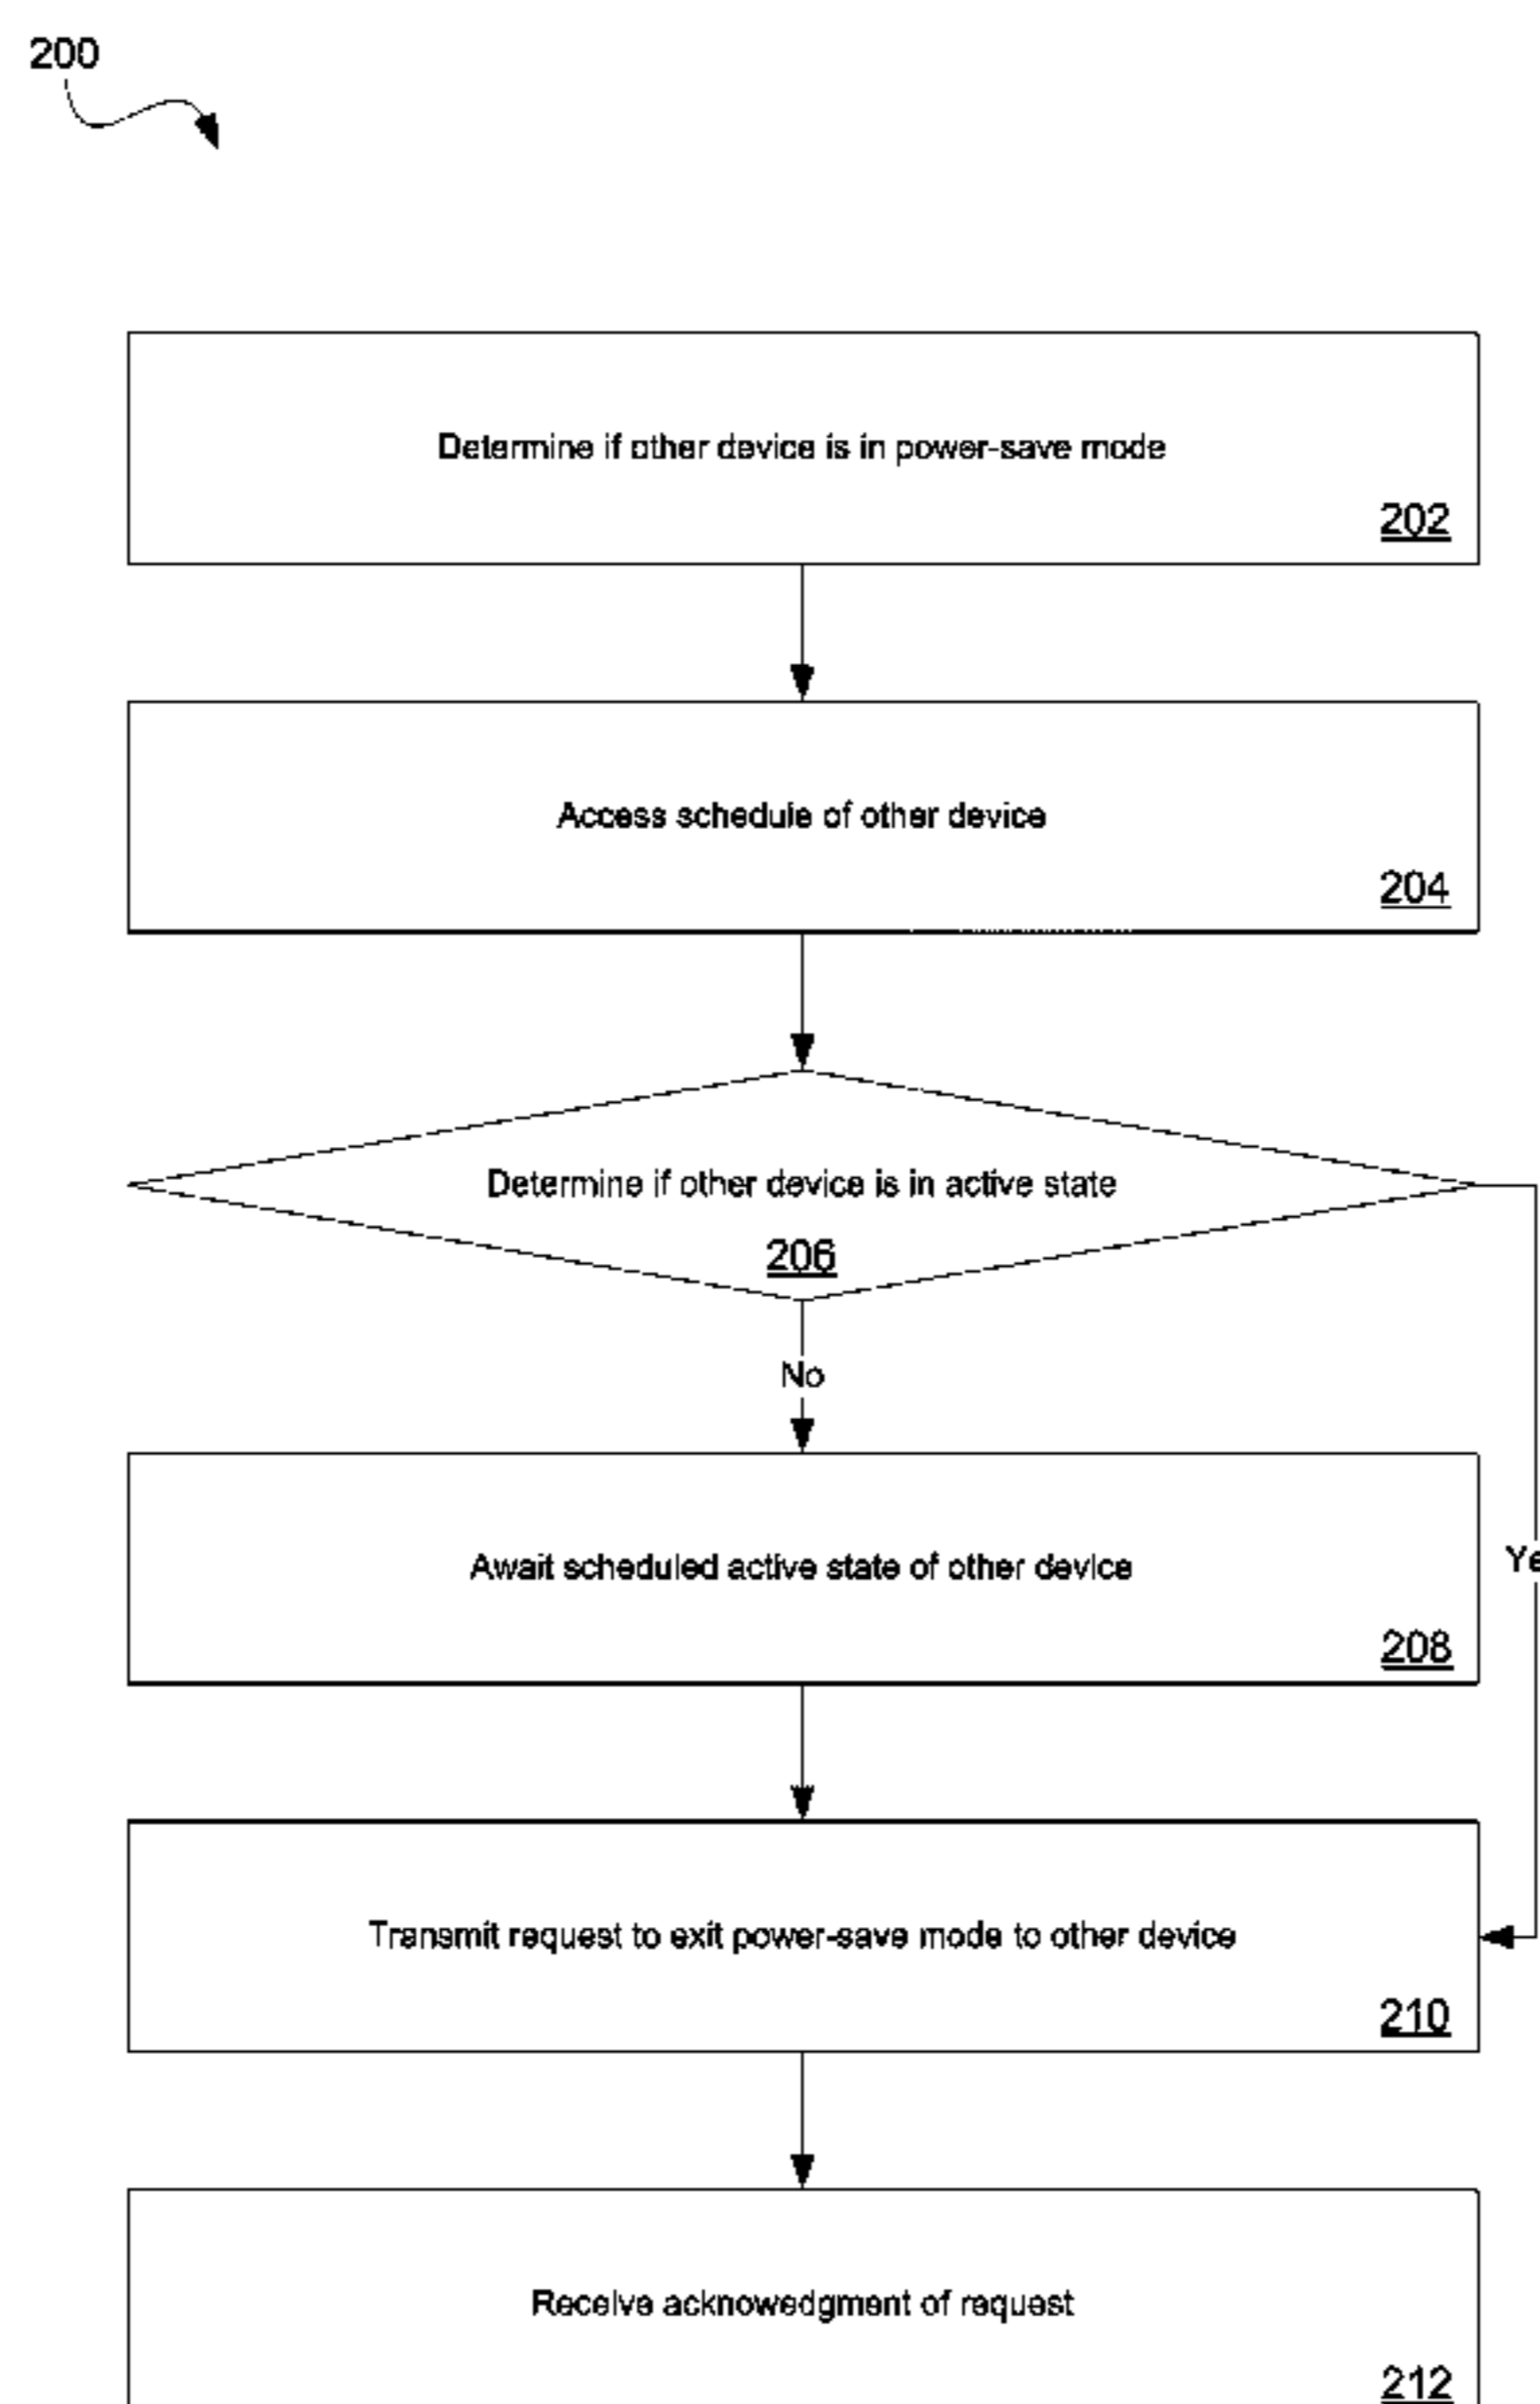 200
Determine if other device is in power-save mode
202
Access schedule of other device
204
Determine if other device is in active state
206
No
Await scheduled active state of other device
208
Ye
Transmit request to exit power-save mode to other device
210
Receive acknowedgment of request
212